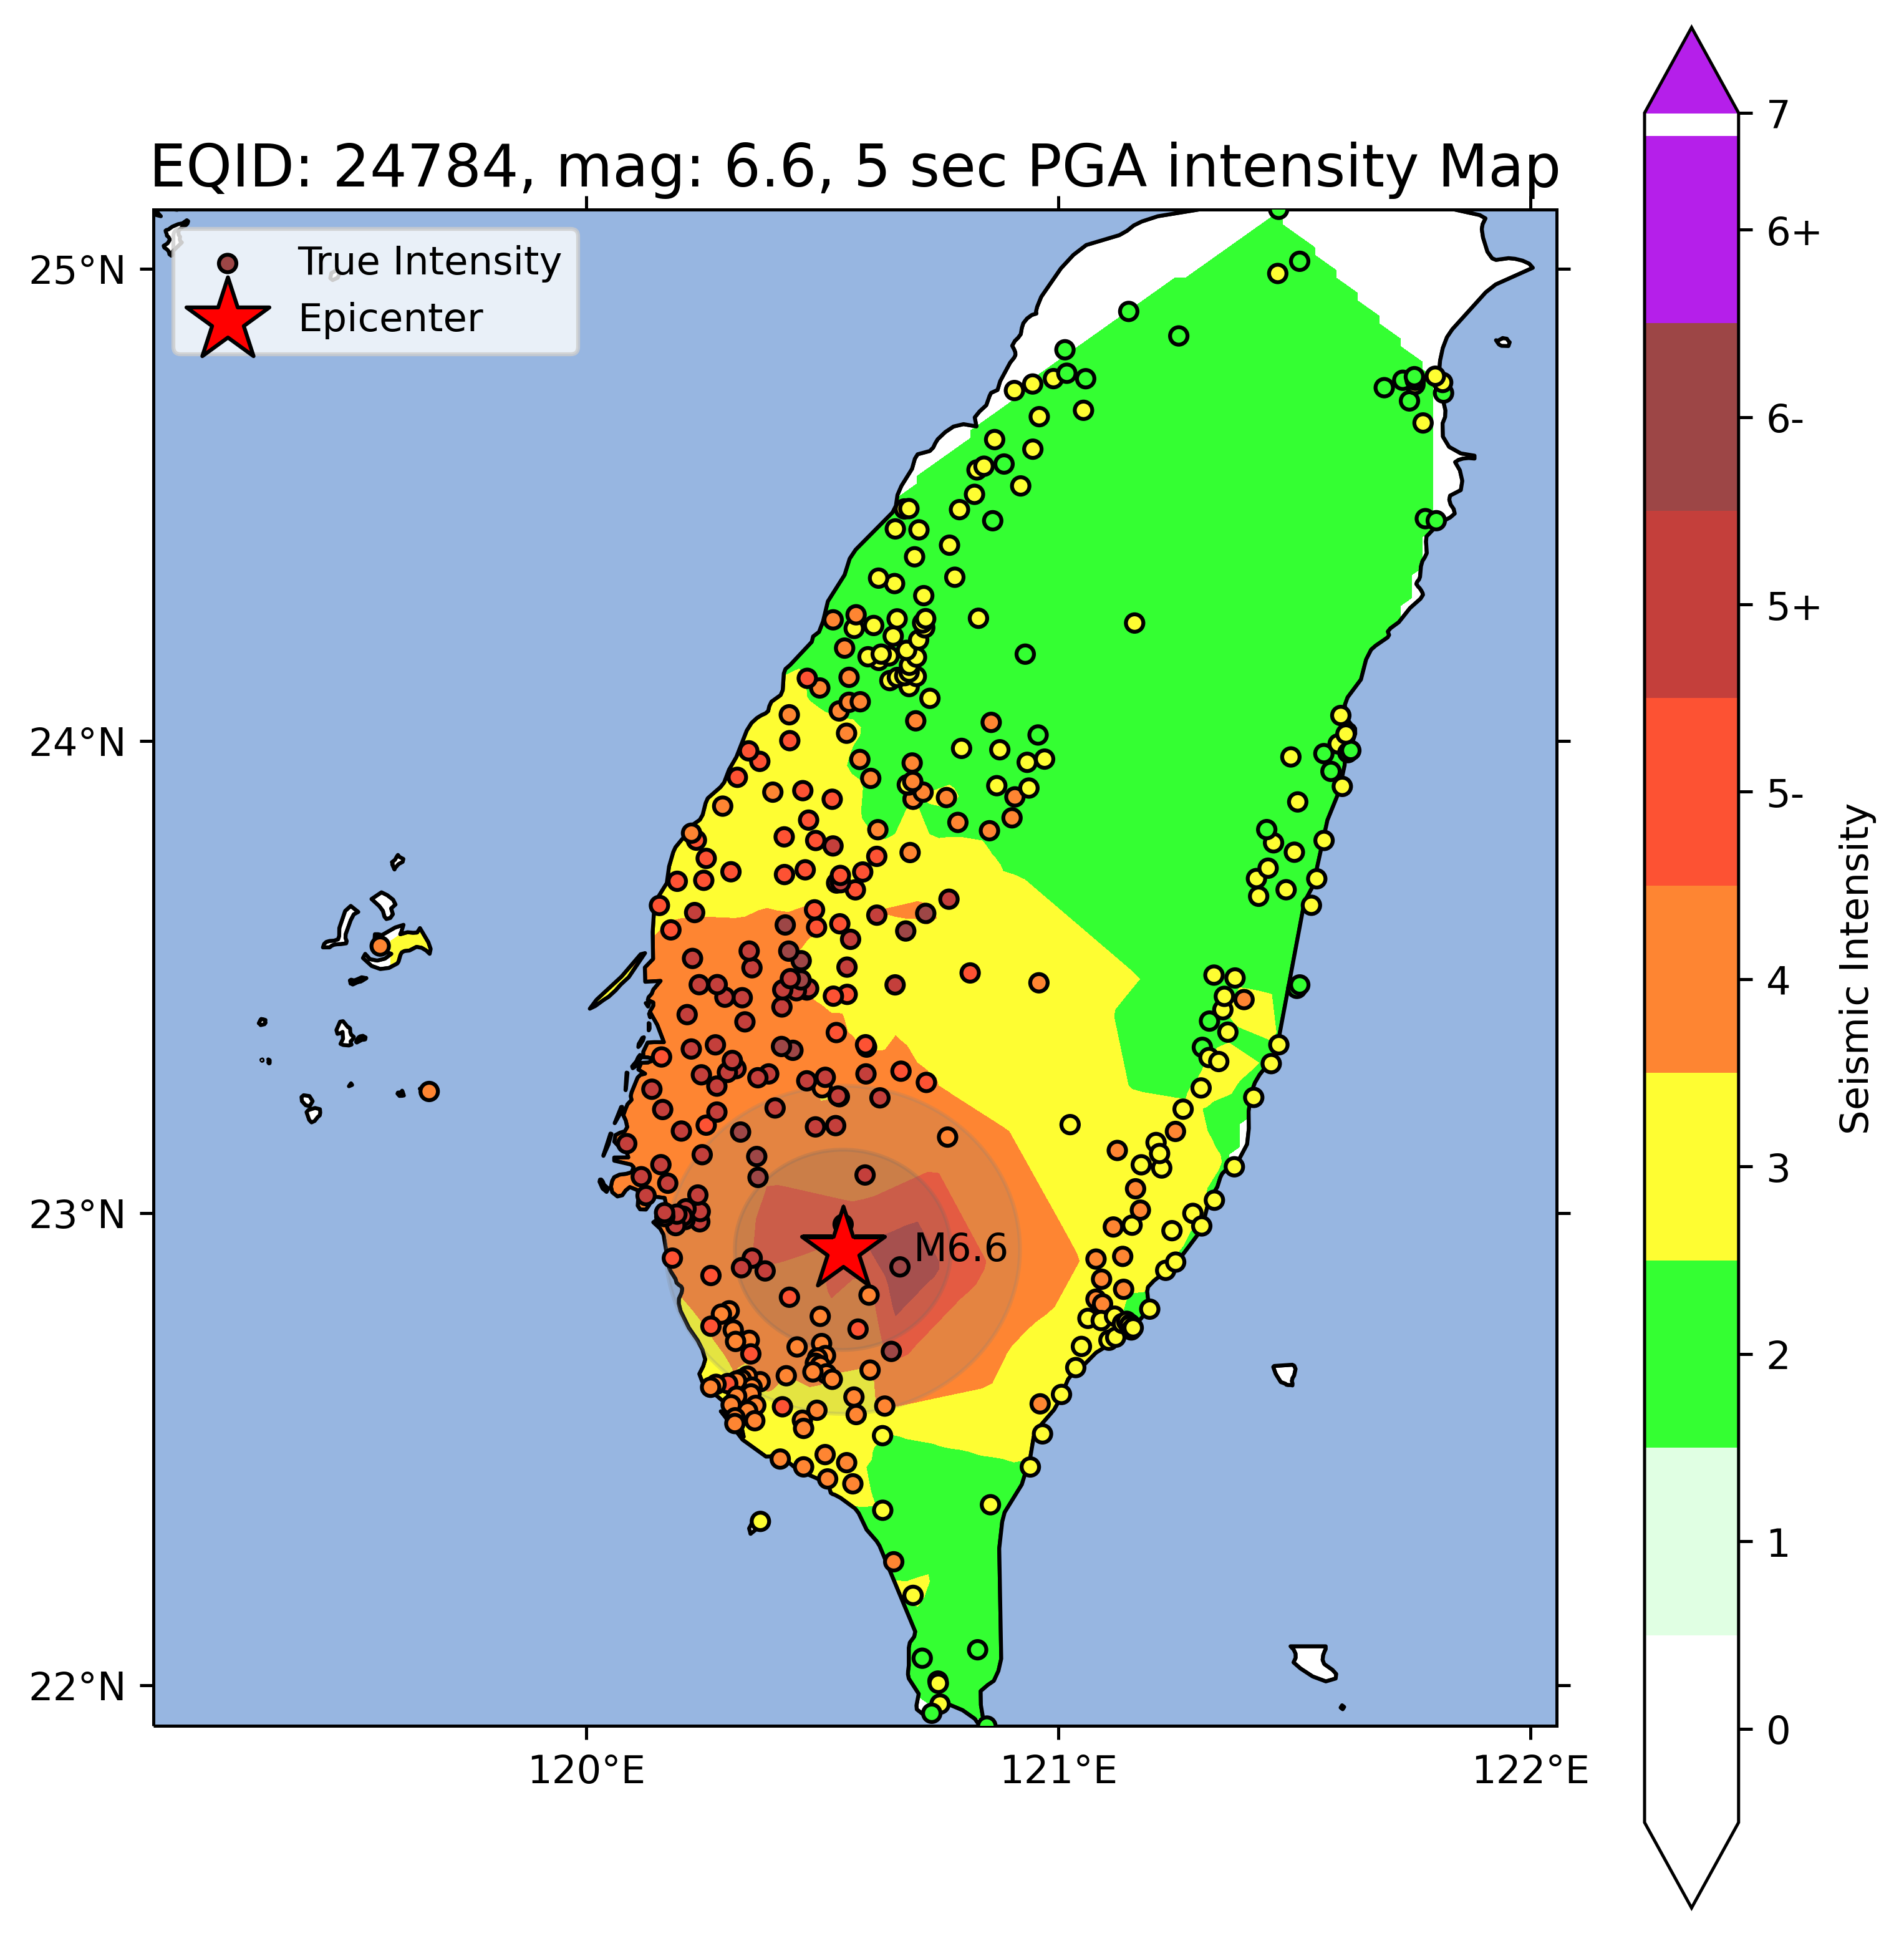 EQID: 24784, mag: 6.6, 5 sec PGA intensity Map
True Intensity
Epicenter
25°N
24°N
23°N
22°N
120°E
121°E
122°E
M6.6
7
6+
6-
5+
5-
4
3
2
1
0
Seismic Intensity